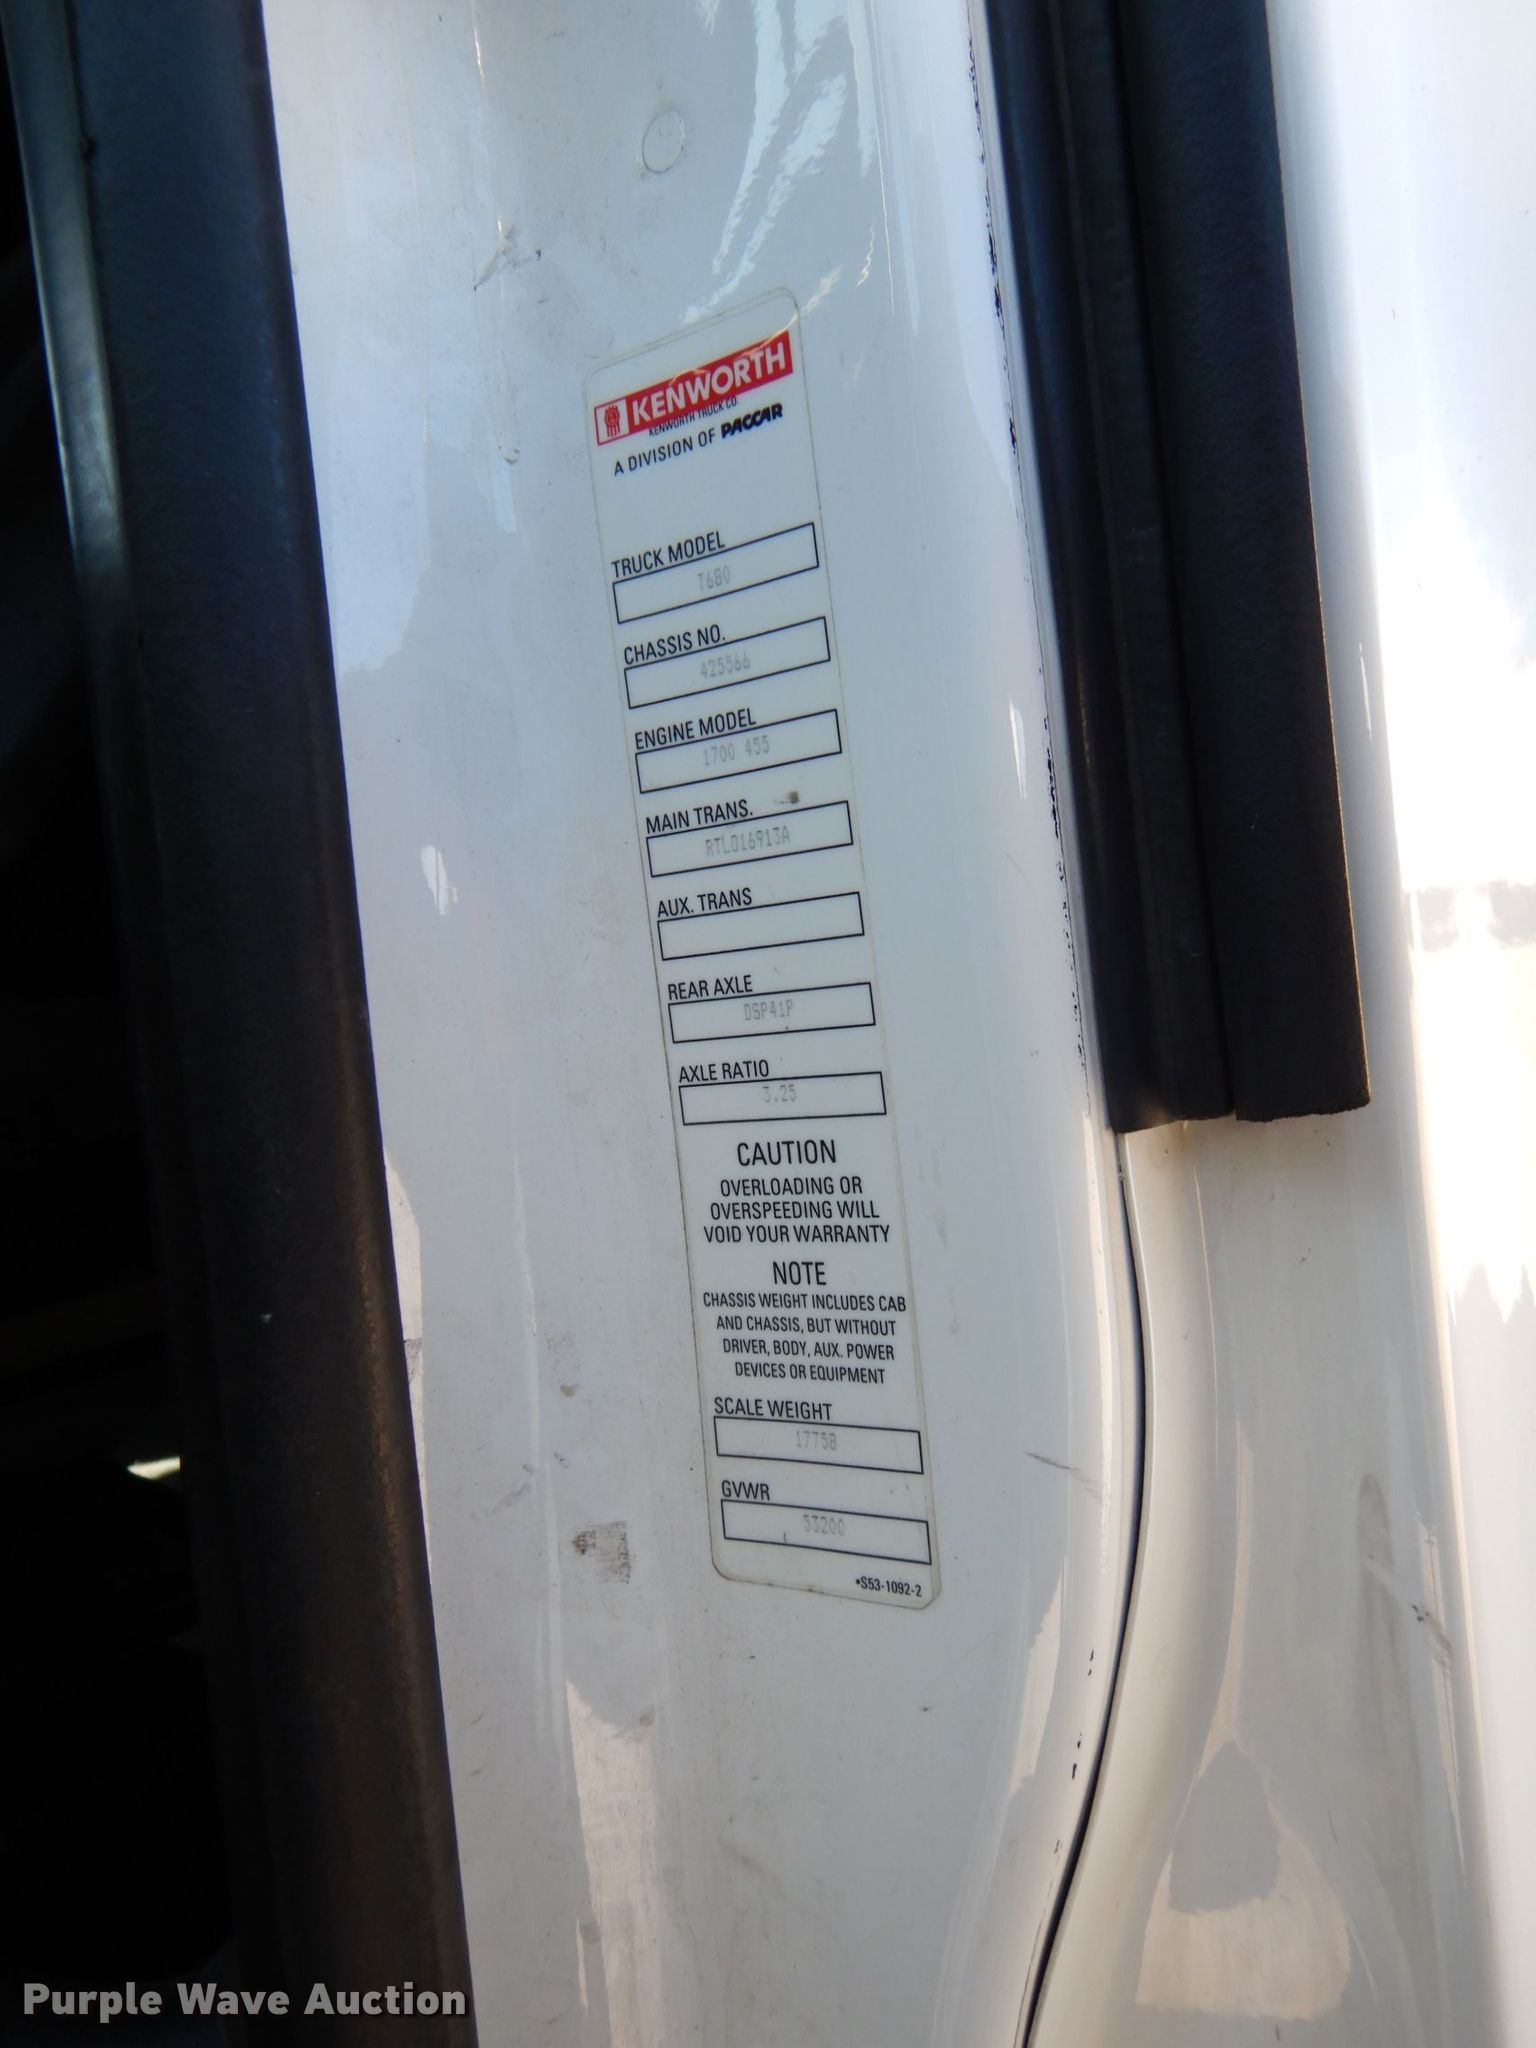 KENWORTH
KENWORTH TRUCK CO.
A DIVISION OF PACCAR
TRUCK MODEL
T680
CHASSIS NO.
425566
ENGINE MODEL
1700 455
MAIN TRANS.
RTLO16913A
AUX. TRANS
REAR AXLE
DSP41P
AXLE RATIO
3.25
CAUTION
OVERLOADING OR
OVERSPEEDING WILL
VOID YOUR WARRANTY
NOTE
CHASSIS WEIGHT INCLUDES CAB
AND CHASSIS, BUT WITHOUT
DRIVER, BODY, AUX. POWER
DEVICES OR EQUIPMENT
SCALE WEIGHT
17758
GVWR
53200
•S53-1092-2
Purple Wave Auction